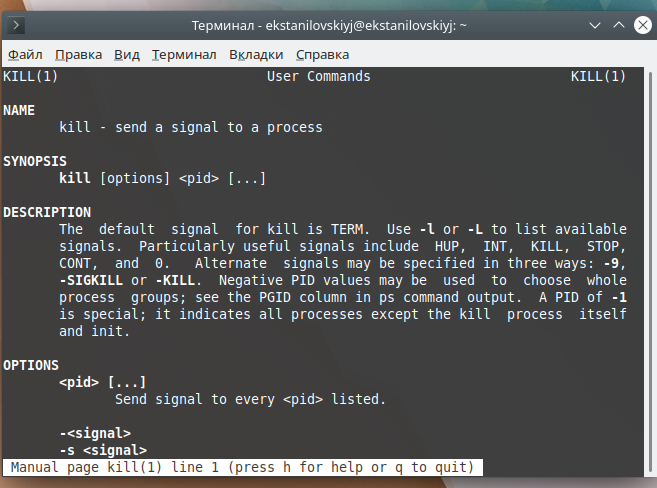 Терминал - ekstanilovskiyj@ekstanilovskiyj: ~
Файл Правка Вид Терминал Вкладки Справка
KILL(1) User Commands KILL(1)
NAME
kill - send a signal to a process
SYNOPSIS
kill [options] <pid> [...]
DESCRIPTION
The default signal for kill is TERM. Use -l or -L to list available
signals. Particularly useful signals include HUP, INT, KILL, STOP,
CONT, and 0. Alternate signals may be specified in three ways: -9,
-SIGKILL or -KILL. Negative PID values may be used to choose whole
process groups; see the PGID column in ps command output. A PID of -1
is special; it indicates all processes except the kill process itself
and init.
OPTIONS
<pid> [...]
Send signal to every <pid> listed.
-<signal>
-s <signal>
Manual page kill(1) line 1 (press h for help or q to quit)